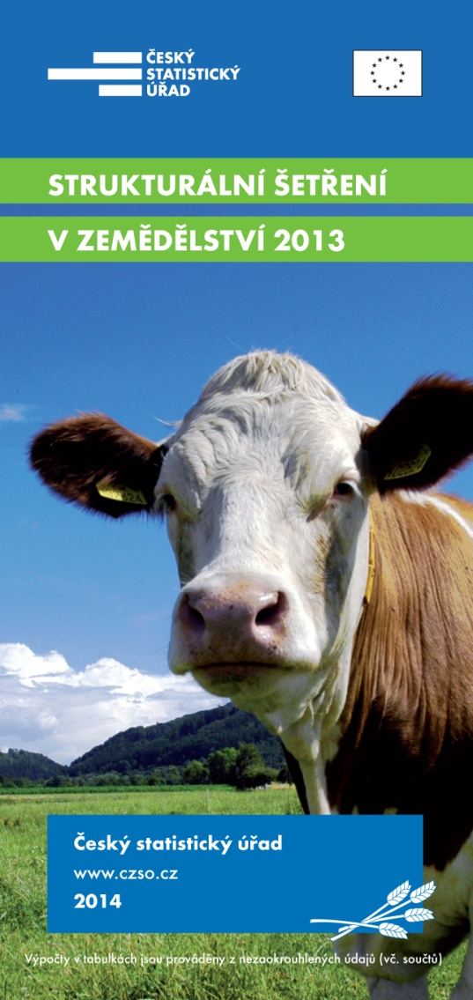 ČESKÝ
STATISTICKÝ
ÚŘAD
STRUKTURÁLNÍ ŠETŘENÍ
V ZEMĚDĚLSTVÍ 2013
Český statistický úřad
www.czso.cz
2014
Výpočty v tabulkách jsou prováděny z nezaokrouhlených údajů (vč. součtů)